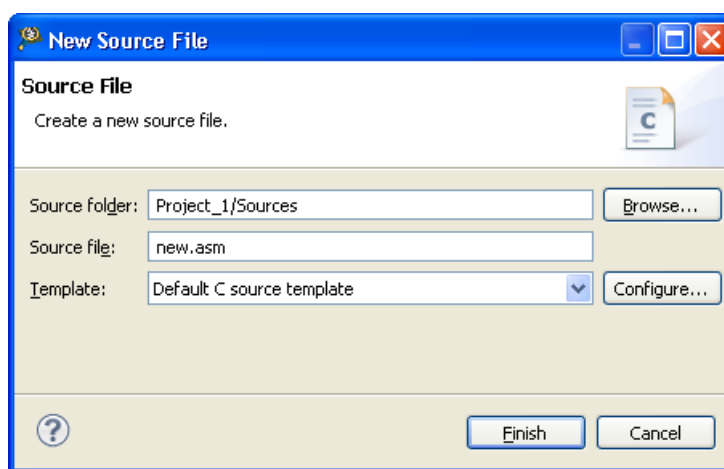 New Source File
Source File
Create a new source file.
C
Source folder: Project_1/Sources Browse...
Source file: new.asm
Template: Default C source template Configure...
? Finish Cancel